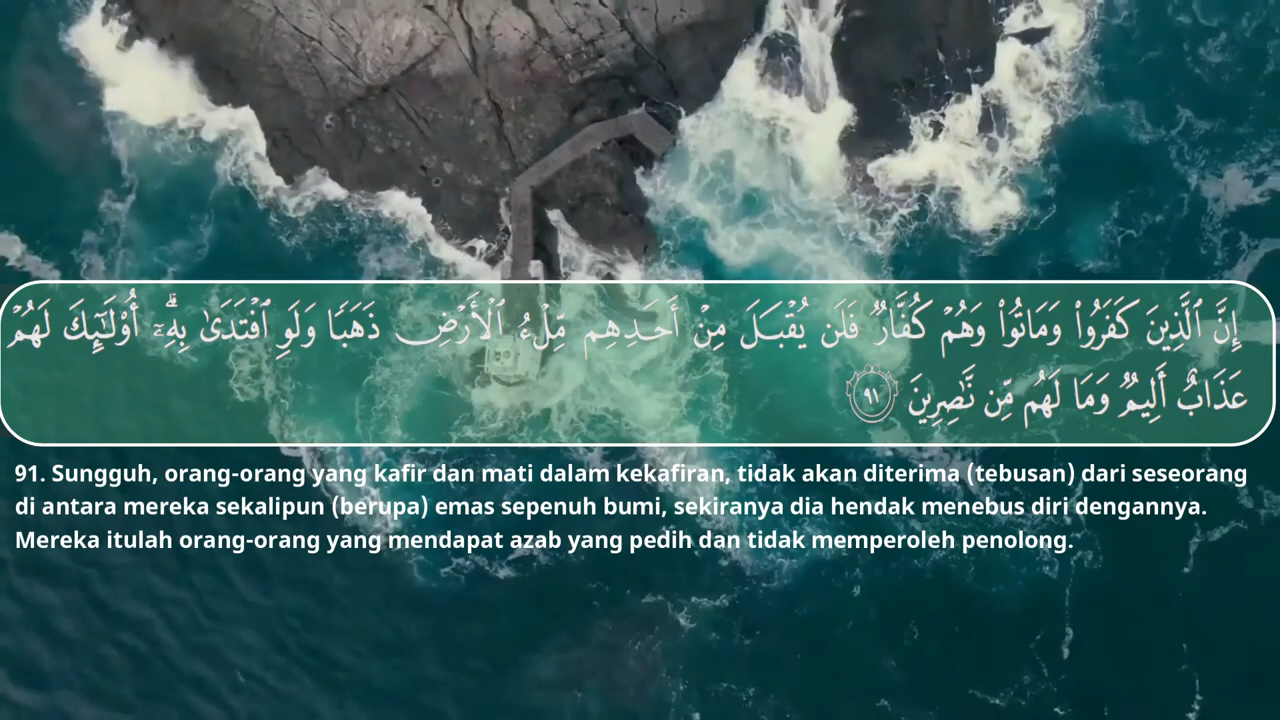 إِنَّ ٱلَّذِينَ كَفَرُوا۟ وَمَاتُوا۟ وَهُمْ كُفَّارٌ فَلَن يُقْبَلَ مِنْ أَحَدِهِم مِّلْءُ ٱلْأَرْضِ ذَهَبًا وَلَوِ ٱفْتَدَىٰ بِهِۦٓ ۗ أُو۟لَـٰٓئِكَ لَهُمْ
عَذَابٌ أَلِيمٌ وَمَا لَهُم مِّن نَّـٰصِرِينَ ٩١
91. Sungguh, orang-orang yang kafir dan mati dalam kekafiran, tidak akan diterima (tebusan) dari seseorang
di antara mereka sekalipun (berupa) emas sepenuh bumi, sekiranya dia hendak menebus diri dengannya.
Mereka itulah orang-orang yang mendapat azab yang pedih dan tidak memperoleh penolong.